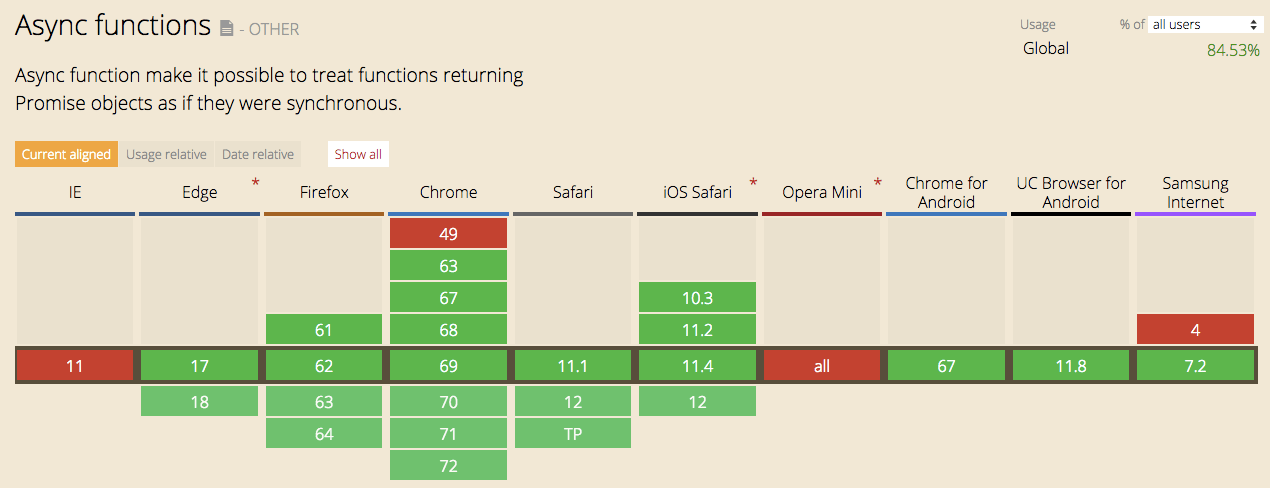 Async functions - OTHER
Usage % of all users
Global 84.53%
Async function make it possible to treat functions returning
Promise objects as if they were synchronous.
Current aligned Usage relative Date relative Show all
IE Edge * Firefox Chrome Safari iOS Safari * Opera Mini * Chrome for Android UC Browser for Android Samsung Internet
49
63
67 10.3
61 68 11.2 4
11 17 62 69 11.1 11.4 all 67 11.8 7.2
18 63 70 12 12
64 71 TP
72